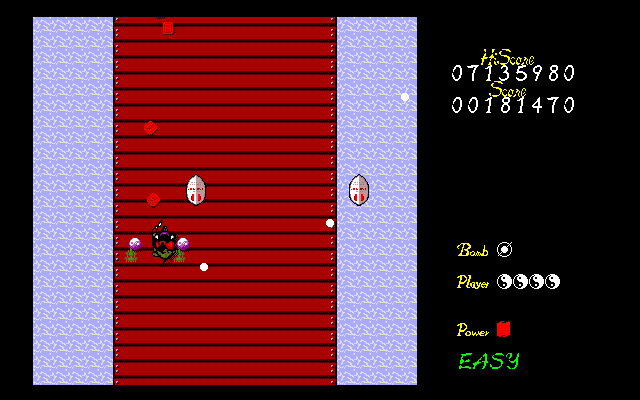 HiScore
07135980
Score
00181470
Bomb
Player
Power
EASY